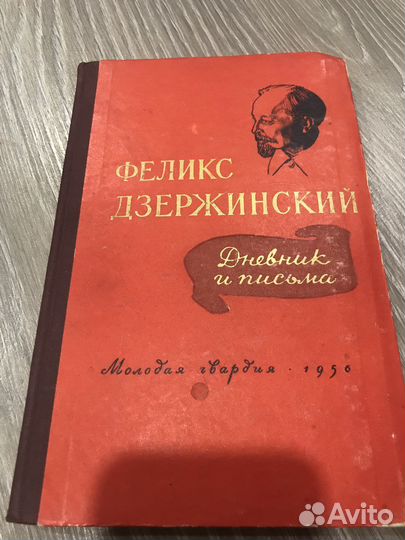 ФЕЛИКС
ДЗЕРЖИНСКИЙ
Дневник
и письма
Молодая гвардия · 1956
Avito